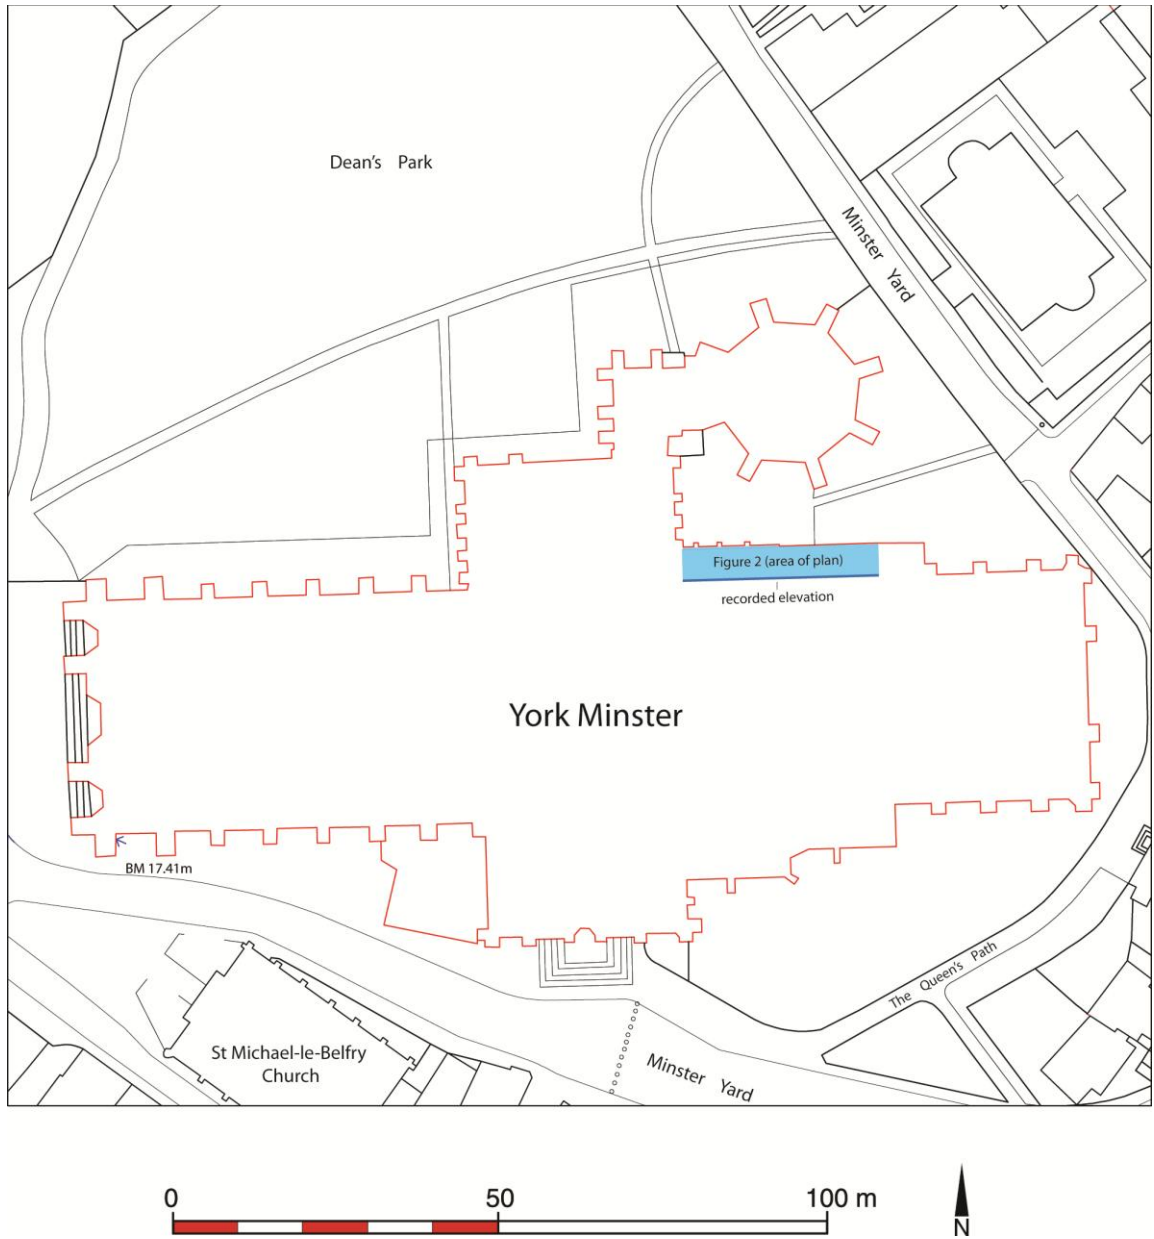 Dean's Park
Minster Yard
Figure 2 (area of plan)
recorded elevation
York Minster
BM 17.41m
The Queen's Path
St Michael-le-Belfry
Church
Minster Yard
0 50 100 m
N